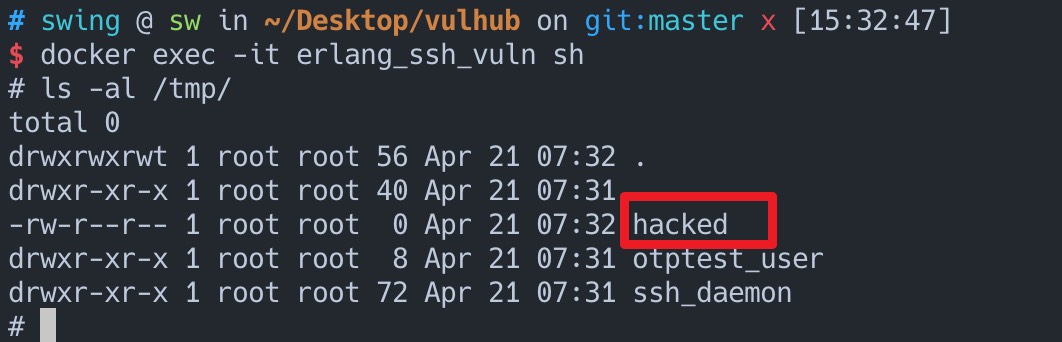 # swing @ sw in ~/Desktop/vulhub on git:master x [15:32:47]
$ docker exec -it erlang_ssh_vuln sh
# ls -al /tmp/
total 0
drwxrwxrwt 1 root root 56 Apr 21 07:32 .
drwxr-xr-x 1 root root 40 Apr 21 07:31
-rw-r--r-- 1 root root  0 Apr 21 07:32 hacked
drwxr-xr-x 1 root root  8 Apr 21 07:31 otptest_user
drwxr-xr-x 1 root root 72 Apr 21 07:31 ssh_daemon
#